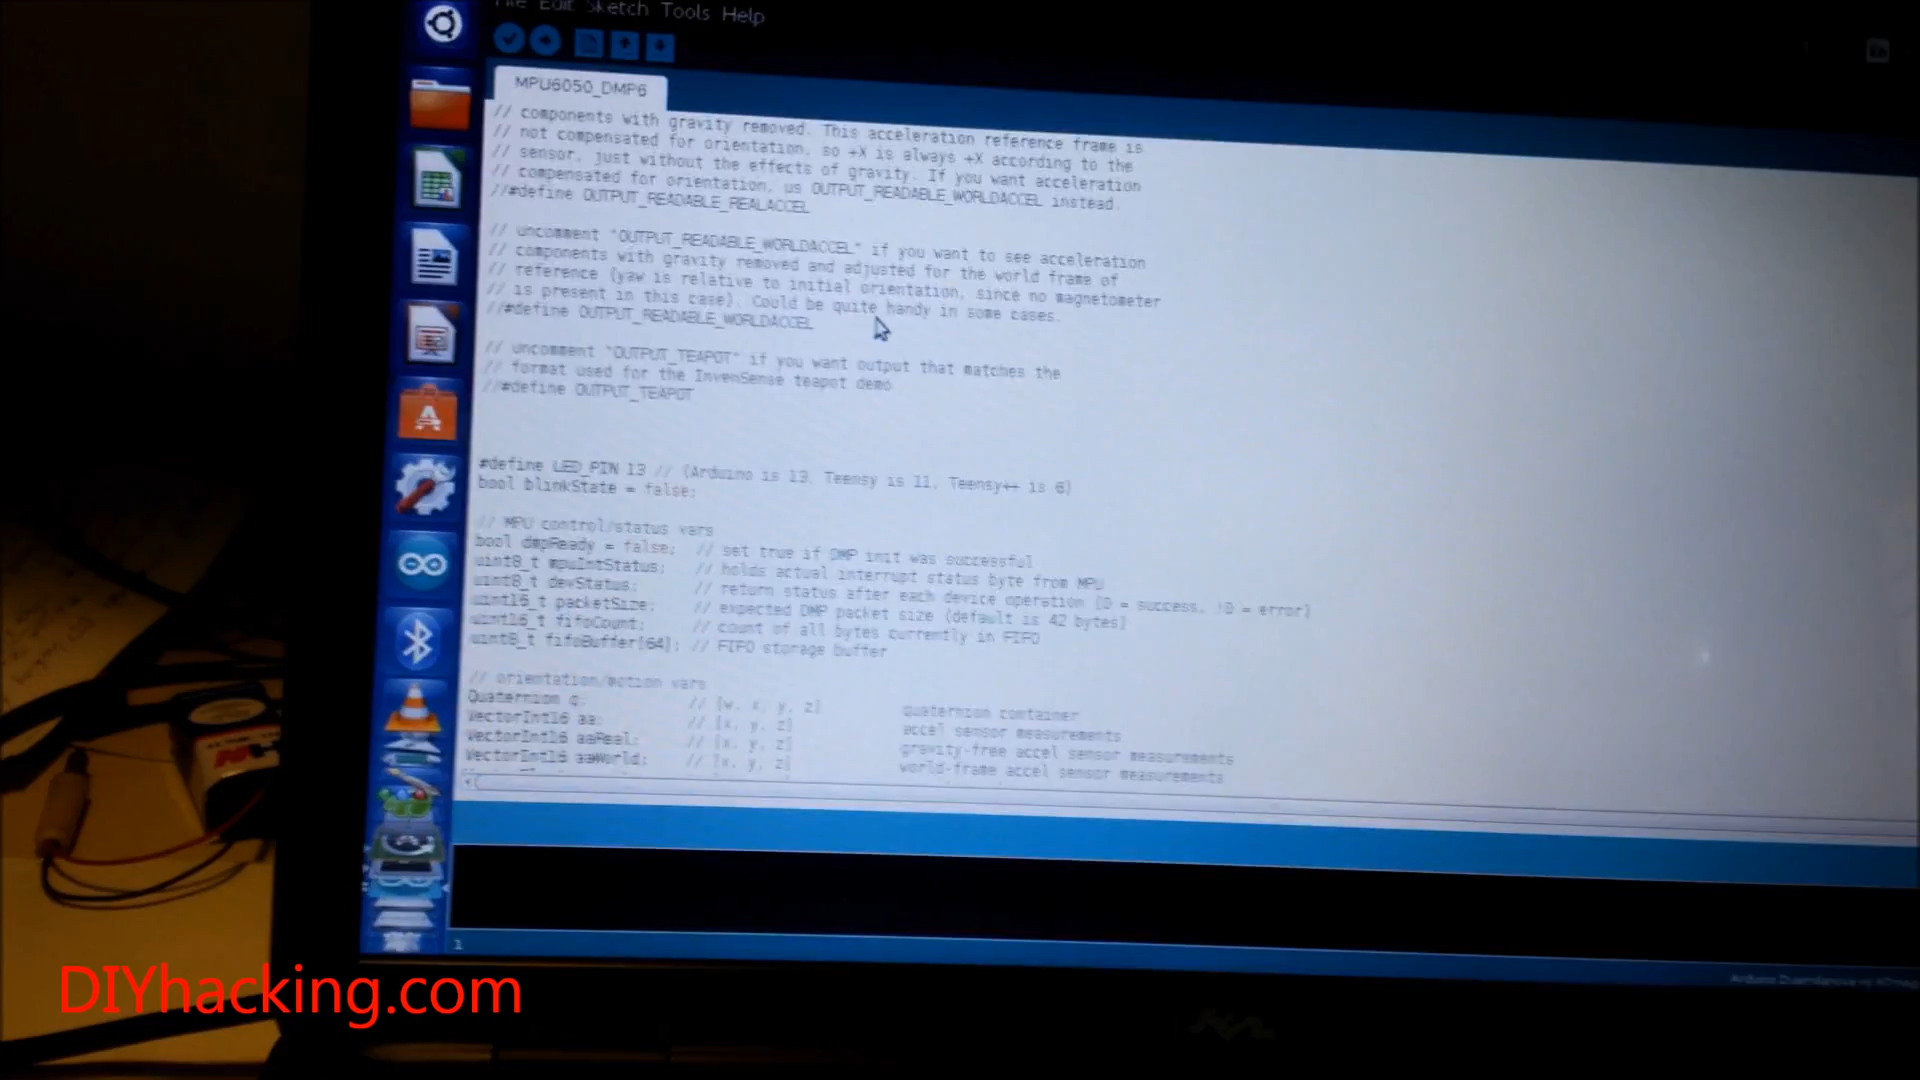 File Edit Sketch Tools Help
MPU6050_DMP6
// components with gravity removed. This acceleration reference frame is
// not compensated for orientation, so +X is always +X according to the
// sensor, just without the effects of gravity. If you want acceleration
// compensated for orientation, us OUTPUT_READABLE_WORLDACCEL instead.
//#define OUTPUT_READABLE_REALACCEL
// uncomment "OUTPUT_READABLE_WORLDACCEL" if you want to see acceleration
// components with gravity removed and adjusted for the world frame of
// reference (yaw is relative to initial orientation, since no magnetometer
// is present in this case). Could be quite handy in some cases.
//#define OUTPUT_READABLE_WORLDACCEL
// uncomment "OUTPUT_TEAPOT" if you want output that matches the
// format used for the InvenSense teapot demo
//#define OUTPUT_TEAPOT
#define LED_PIN 13 // (Arduino is 13, Teensy is 11, Teensy++ is 6)
bool blinkState = false;
// MPU control/status vars
bool dmpReady = false; // set true if DMP init was successful
uint8_t mpuIntStatus; // holds actual interrupt status byte from MPU
uint8_t devStatus; // return status after each device operation (0 = success, !0 = error)
uint16_t packetSize; // expected DMP packet size (default is 42 bytes)
uint16_t fifoCount; // count of all bytes currently in FIFO
uint8_t fifoBuffer[64]; // FIFO storage buffer
// orientation/motion vars
Quaternion q; // [w, x, y, z] quaternion container
VectorInt16 aa; // [x, y, z] accel sensor measurements
VectorInt16 aaReal; // [x, y, z] gravity-free accel sensor measurements
VectorInt16 aaWorld; // [x, y, z] world-frame accel sensor measurements
1
DIYhacking.com